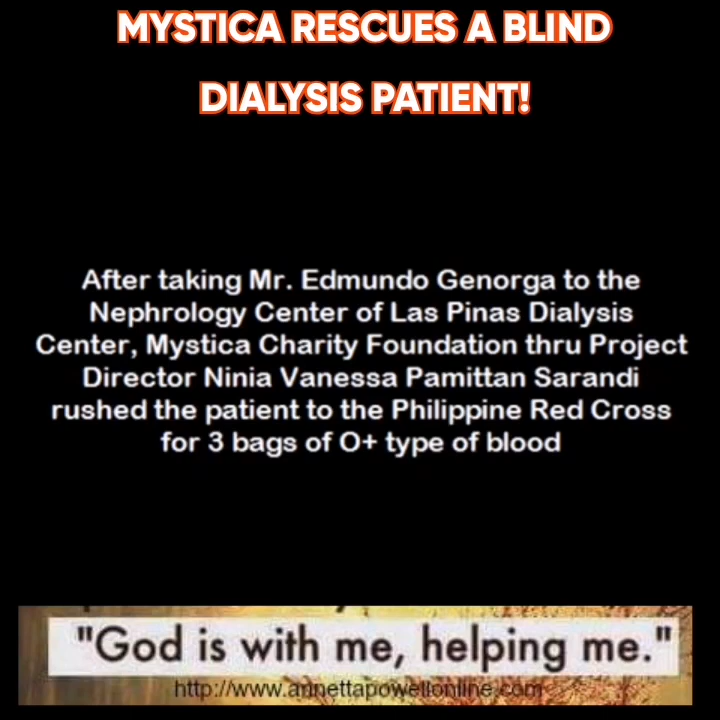 MYSTICA RESCUES A BLIND
DIALYSIS PATIENT!
After taking Mr. Edmundo Genorga to the
Nephrology Center of Las Pinas Dialysis
Center, Mystica Charity Foundation thru Project
Director Ninia Vanessa Pamittan Sarandi
rushed the patient to the Philippine Red Cross
for 3 bags of O+ type of blood
"God is with me, helping me."
http://www.annettapowellonline.com